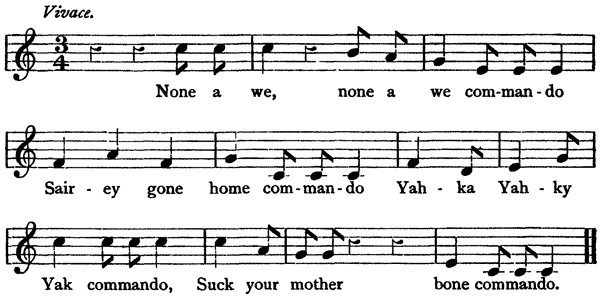 Vivace.
3
4
None a we, none a we com-man-do
Sair-ey gone home com-man-do Yah-ka Yah-ky
Yak commando, Suck your mother bone commando.